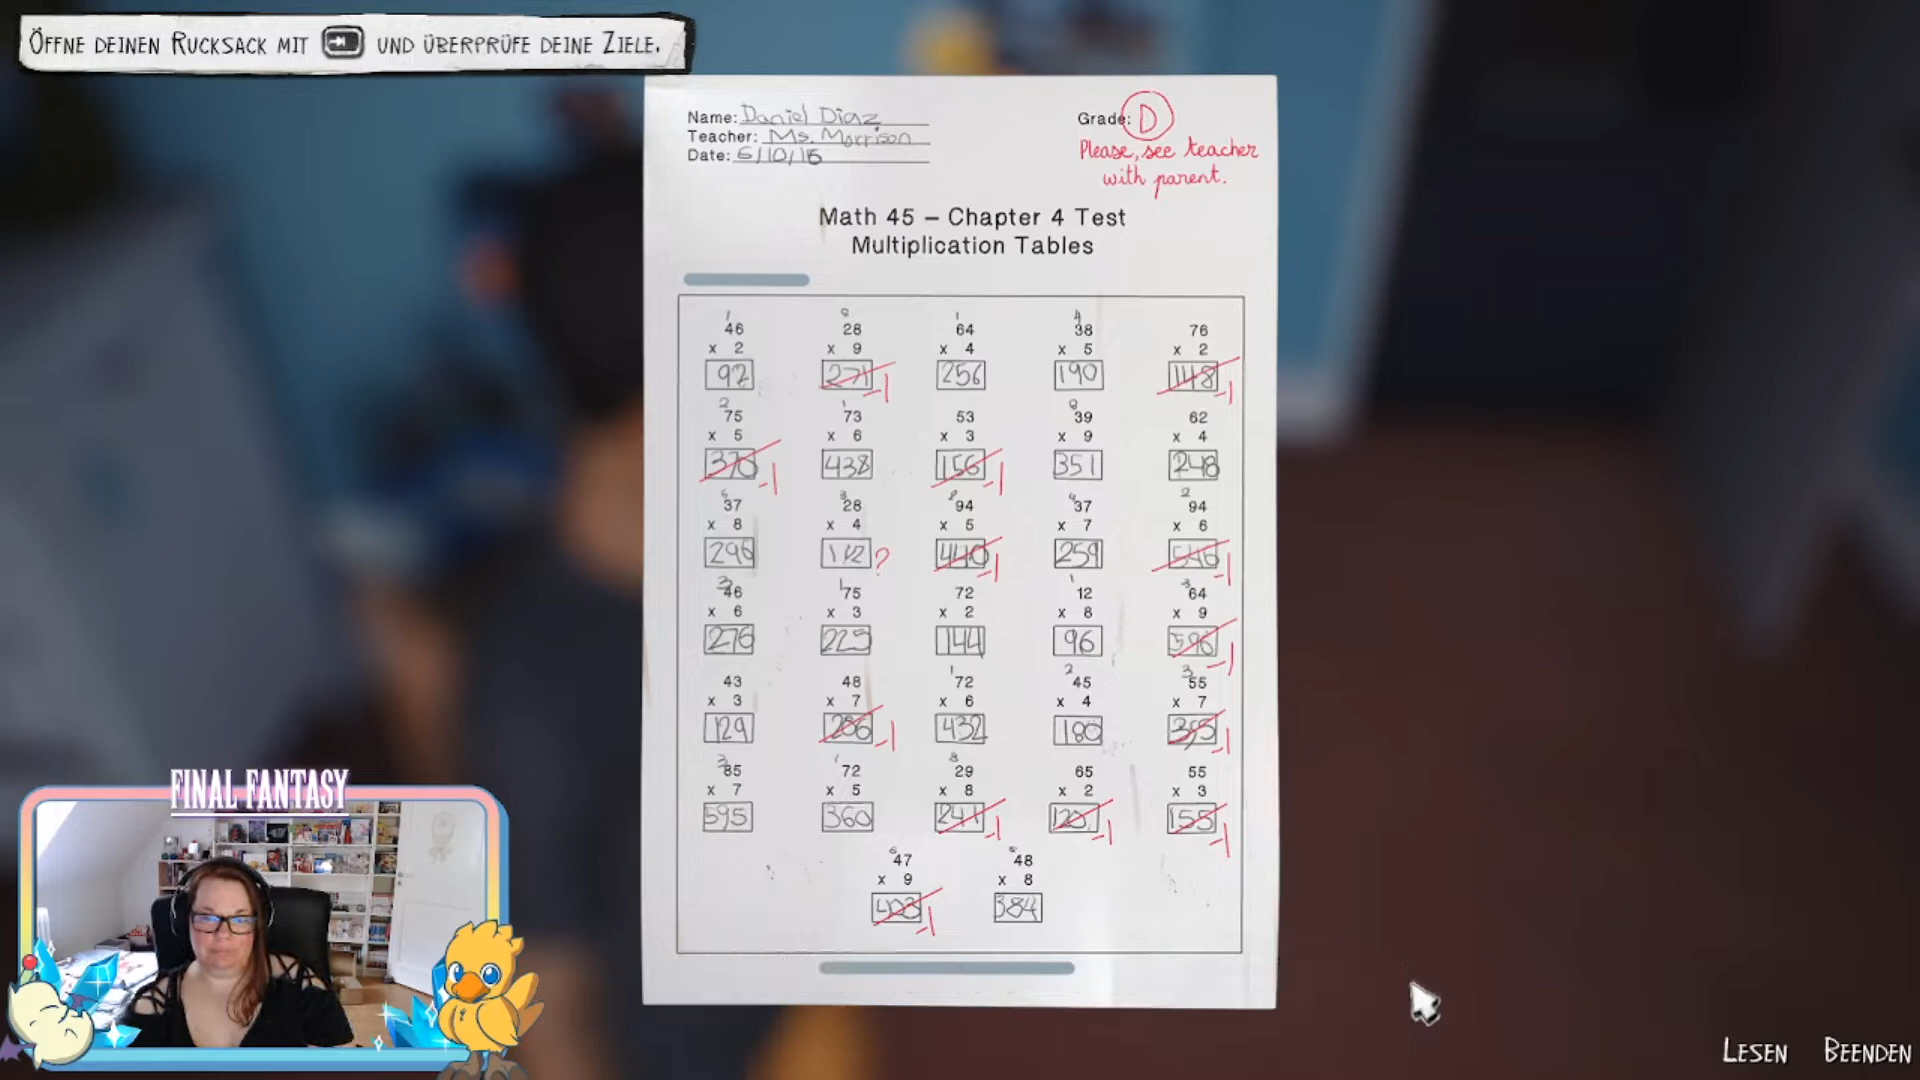 Öffne deinen Rucksack mit und überprüfe deine Ziele.
Name: Daniel Diaz
Teacher: Ms. Morrison
Date: 6/10/16
Grade: D
Please, see teacher
with parent.
Math 45 – Chapter 4 Test
Multiplication Tables
46 28 64 38 76
x 2 x 9 x 4 x 5 x 2
92 271 -1 256 190 148 -1
75 73 53 39 62
x 5 x 6 x 3 x 9 x 4
370 -1 438 156 -1 351 248
37 28 94 37 94
x 8 x 4 x 5 x 7 x 6
296 112 ? 440 -1 259 546 -1
46 75 72 12 64
x 6 x 3 x 2 x 8 x 9
276 225 144 96 596 -1
43 48 72 45 55
x 3 x 7 x 6 x 4 x 7
129 286 -1 432 180 -1
85 72 29 65 55
x 7 x 5 x 8 x 2 x 3
595 360 241 -1 120 -1 155 -1
47 48
x 9 x 8
403 -1 384
FINAL FANTASY
Lesen Beenden